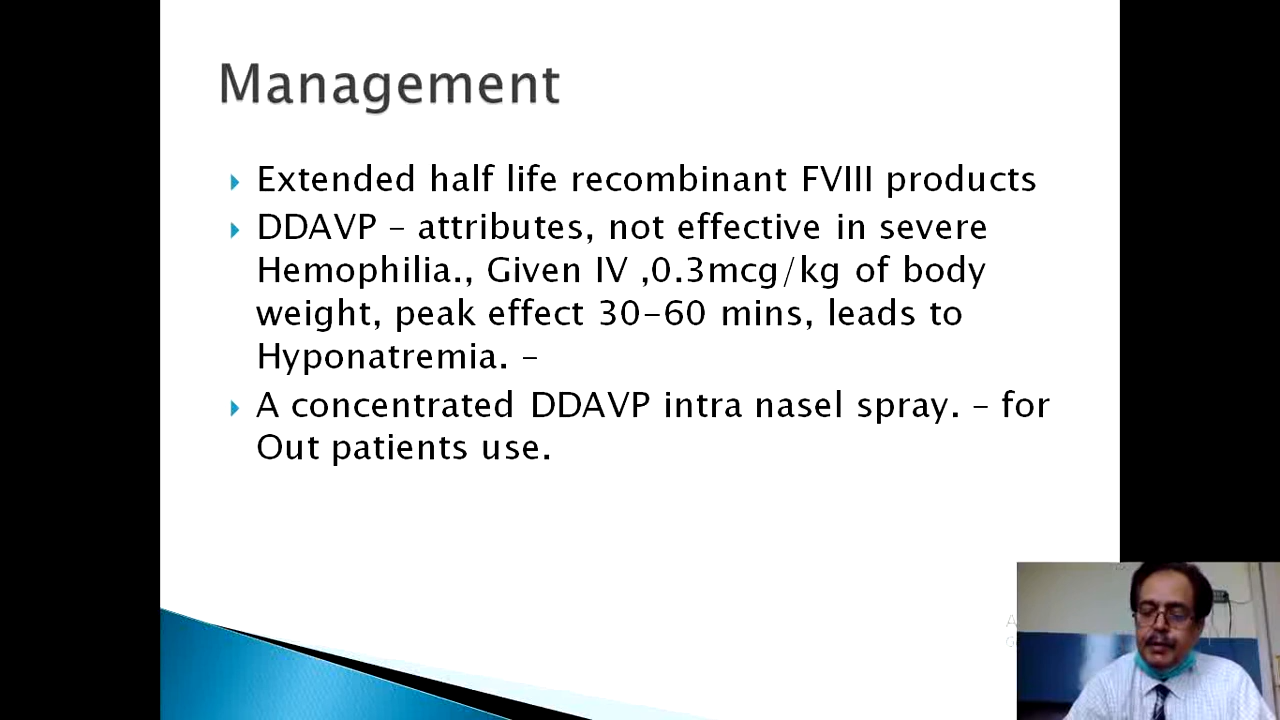 Management
Extended half life recombinant FVIII products
DDAVP – attributes, not effective in severe
Hemophilia., Given IV ,0.3mcg/kg of body
weight, peak effect 30-60 mins, leads to
Hyponatremia. –
A concentrated DDAVP intra nasel spray. – for
Out patients use.